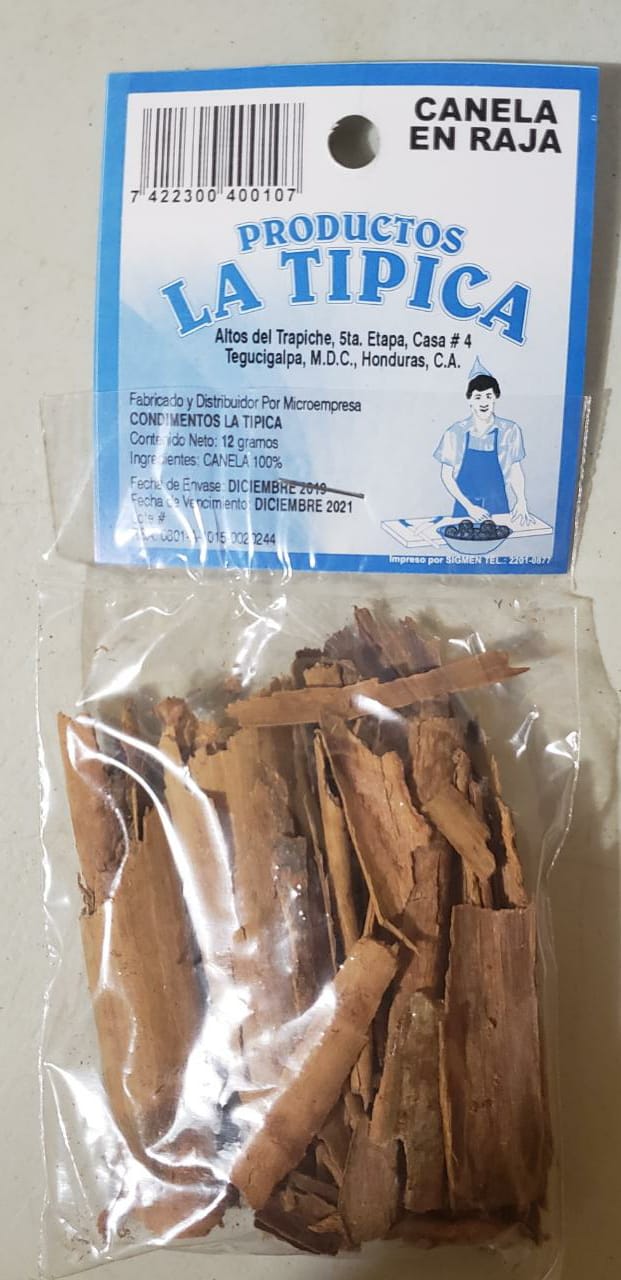 CANELA
EN RAJA
7 422300 400107
PRODUCTOS
LA TIPICA
Altos del Trapiche, 5ta. Etapa, Casa # 4
Tegucigalpa, M.D.C., Honduras, C.A.
Fabricado y Distribuidor Por Microempresa
CONDIMENTOS LA TIPICA
Contenido Neto: 12 gramos
Ingredientes: CANELA 100%
Fecha de Envase: DICIEMBRE 2019
Fecha de Vencimiento: DICIEMBRE 2021
Lote #
Impreso por SIGMEN TEL.: 2201-8877